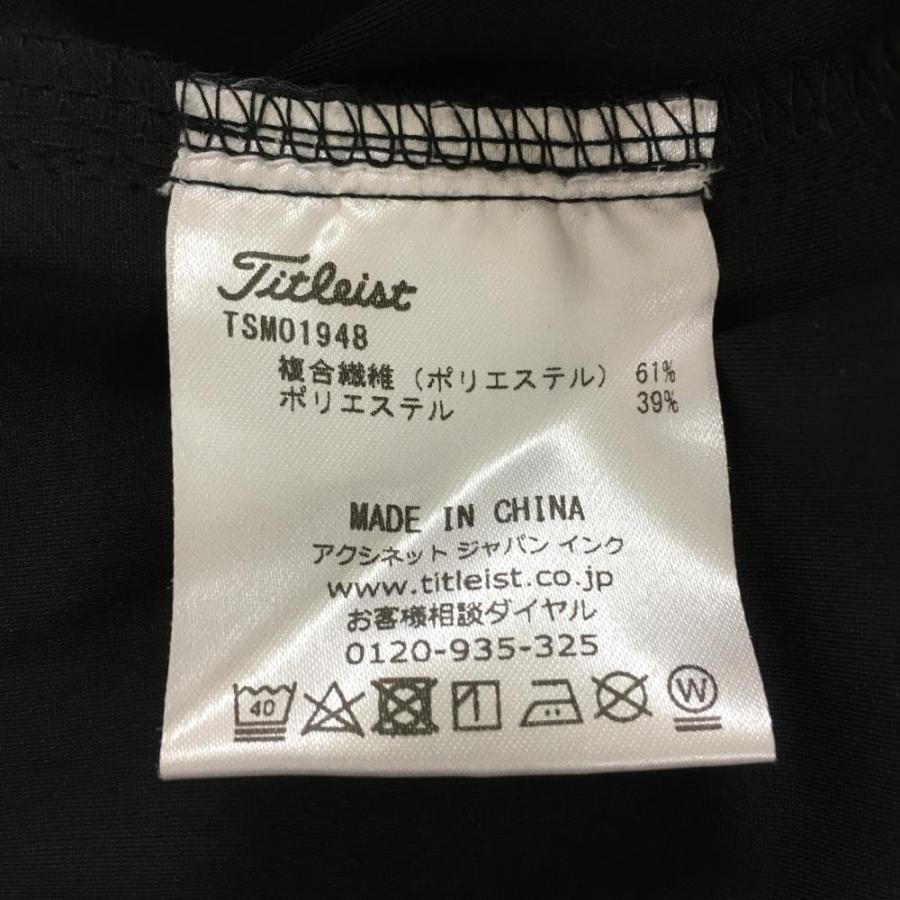 Titleist
TSM01948
複合繊維（ポリエステル） 61%
ポリエステル 39%
MADE IN CHINA
アクシネット ジャパン インク
www.titleist.co.jp
お客様相談ダイヤル
0120-935-325
40 W